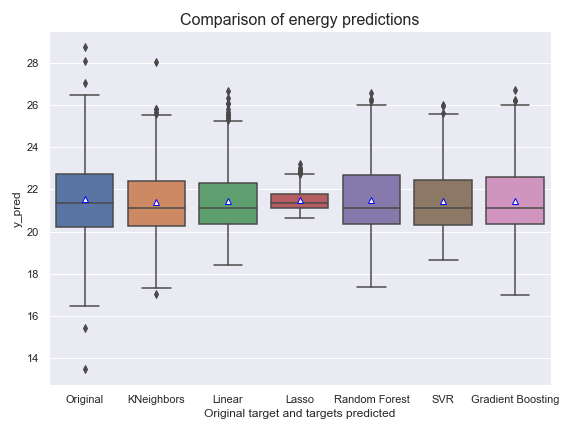 Comparison of energy predictions
y_pred
28
26
24
22
20
18
16
14
Original KNeighbors Linear Lasso Random Forest SVR Gradient Boosting
Original target and targets predicted